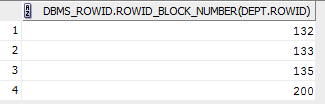 DBMS_ROWID.ROWID_BLOCK_NUMBER(DEPT.ROWID)
1 132
2 133
3 135
4 200